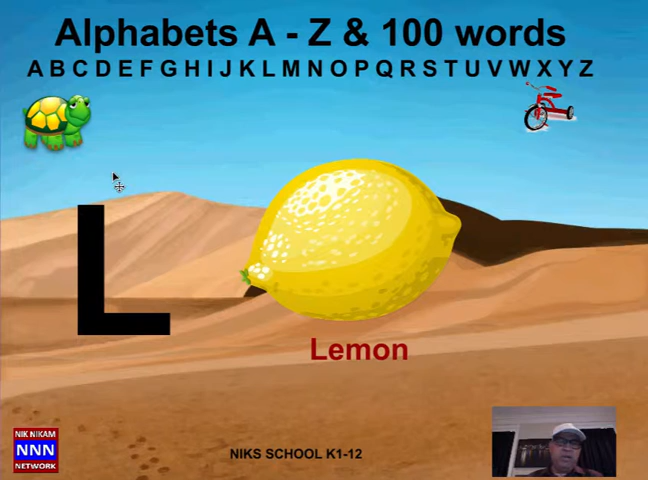 Alphabets A - Z & 100 words
A B C D E F G H I J K L M N O P Q R S T U V W X Y Z
L
Lemon
NIK NIKAM
NNN
NETWORK
NIKS SCHOOL K1-12